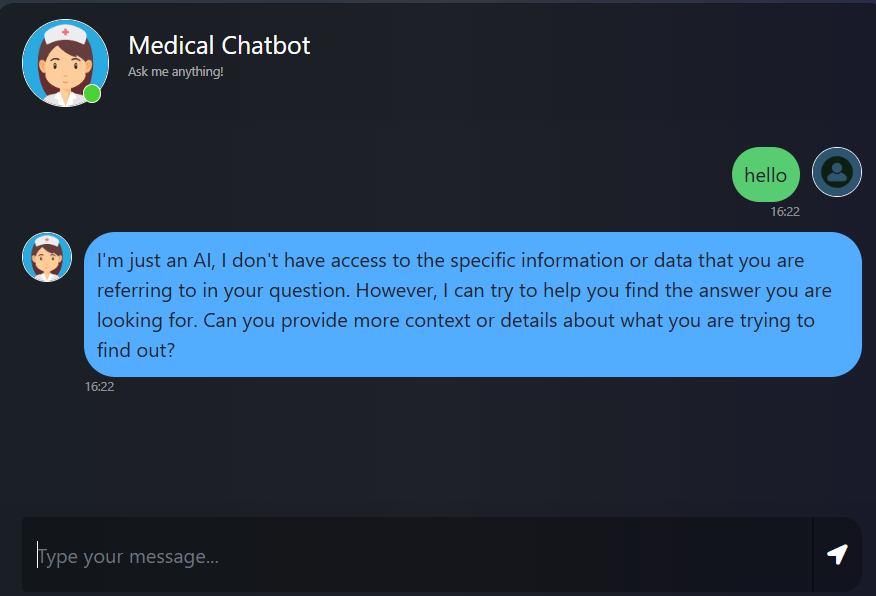 Medical Chatbot
Ask me anything!
hello
16:22
I'm just an AI, I don't have access to the specific information or data that you are
referring to in your question. However, I can try to help you find the answer you are
looking for. Can you provide more context or details about what you are trying to
find out?
16:22
Type your message...